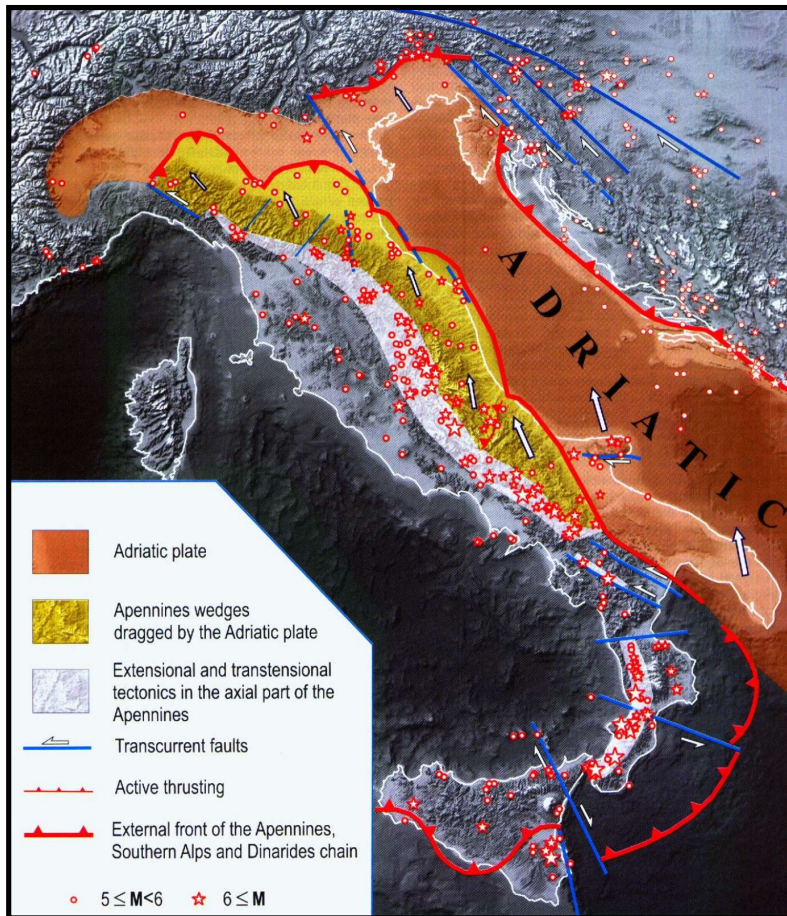 ADRIATIC
Adriatic plate
Apennines wedges
dragged by the Adriatic plate
Extensional and transtensional
tectonics in the axial part of the
Apennines
Transcurrent faults
Active thrusting
External front of the Apennines,
Southern Alps and Dinarides chain
5 ≤ M<6
6 ≤ M